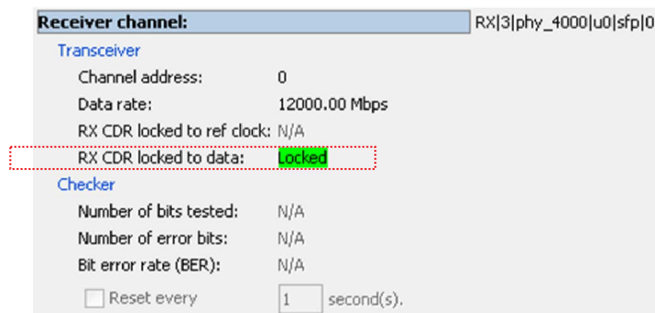 Receiver channel: RX|3|phy_4000|u0|sfp|0
Transceiver
Channel address: 0
Data rate: 12000.00 Mbps
RX CDR locked to ref clock: N/A
RX CDR locked to data: Locked
Checker
Number of bits tested: N/A
Number of error bits: N/A
Bit error rate (BER): N/A
Reset every 1 second(s).